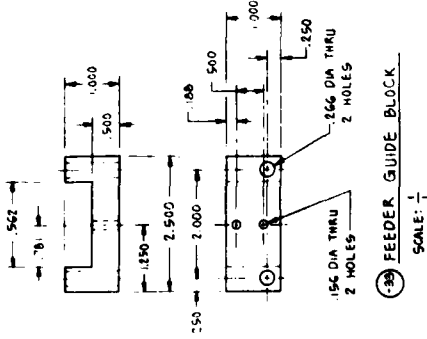 .562
.781
1.000
.500
1.250
2.500
2.000
.188
.500
1.000
.250
.156 DIA THRU
2 HOLES
.266 DIA THRU
2 HOLES
FEEDER GUIDE BLOCK
SCALE: 1/1